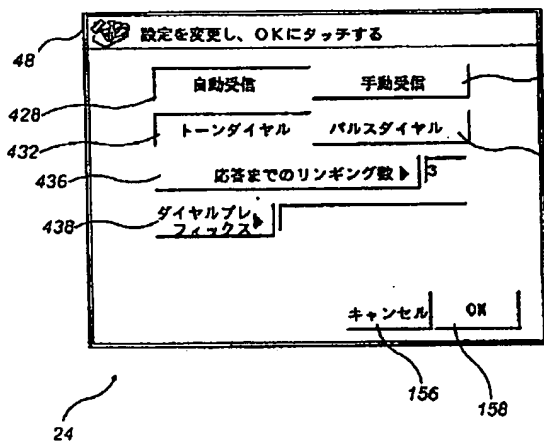 48
設定を変更し、OKにタッチする
428
自動受信 手動受信
432
トーンダイヤル パルスダイヤル
436
応答までのリンギング数 ▶ 3
438
ダイヤルプレ
フィックス ▶
キャンセル OK
156 158
24